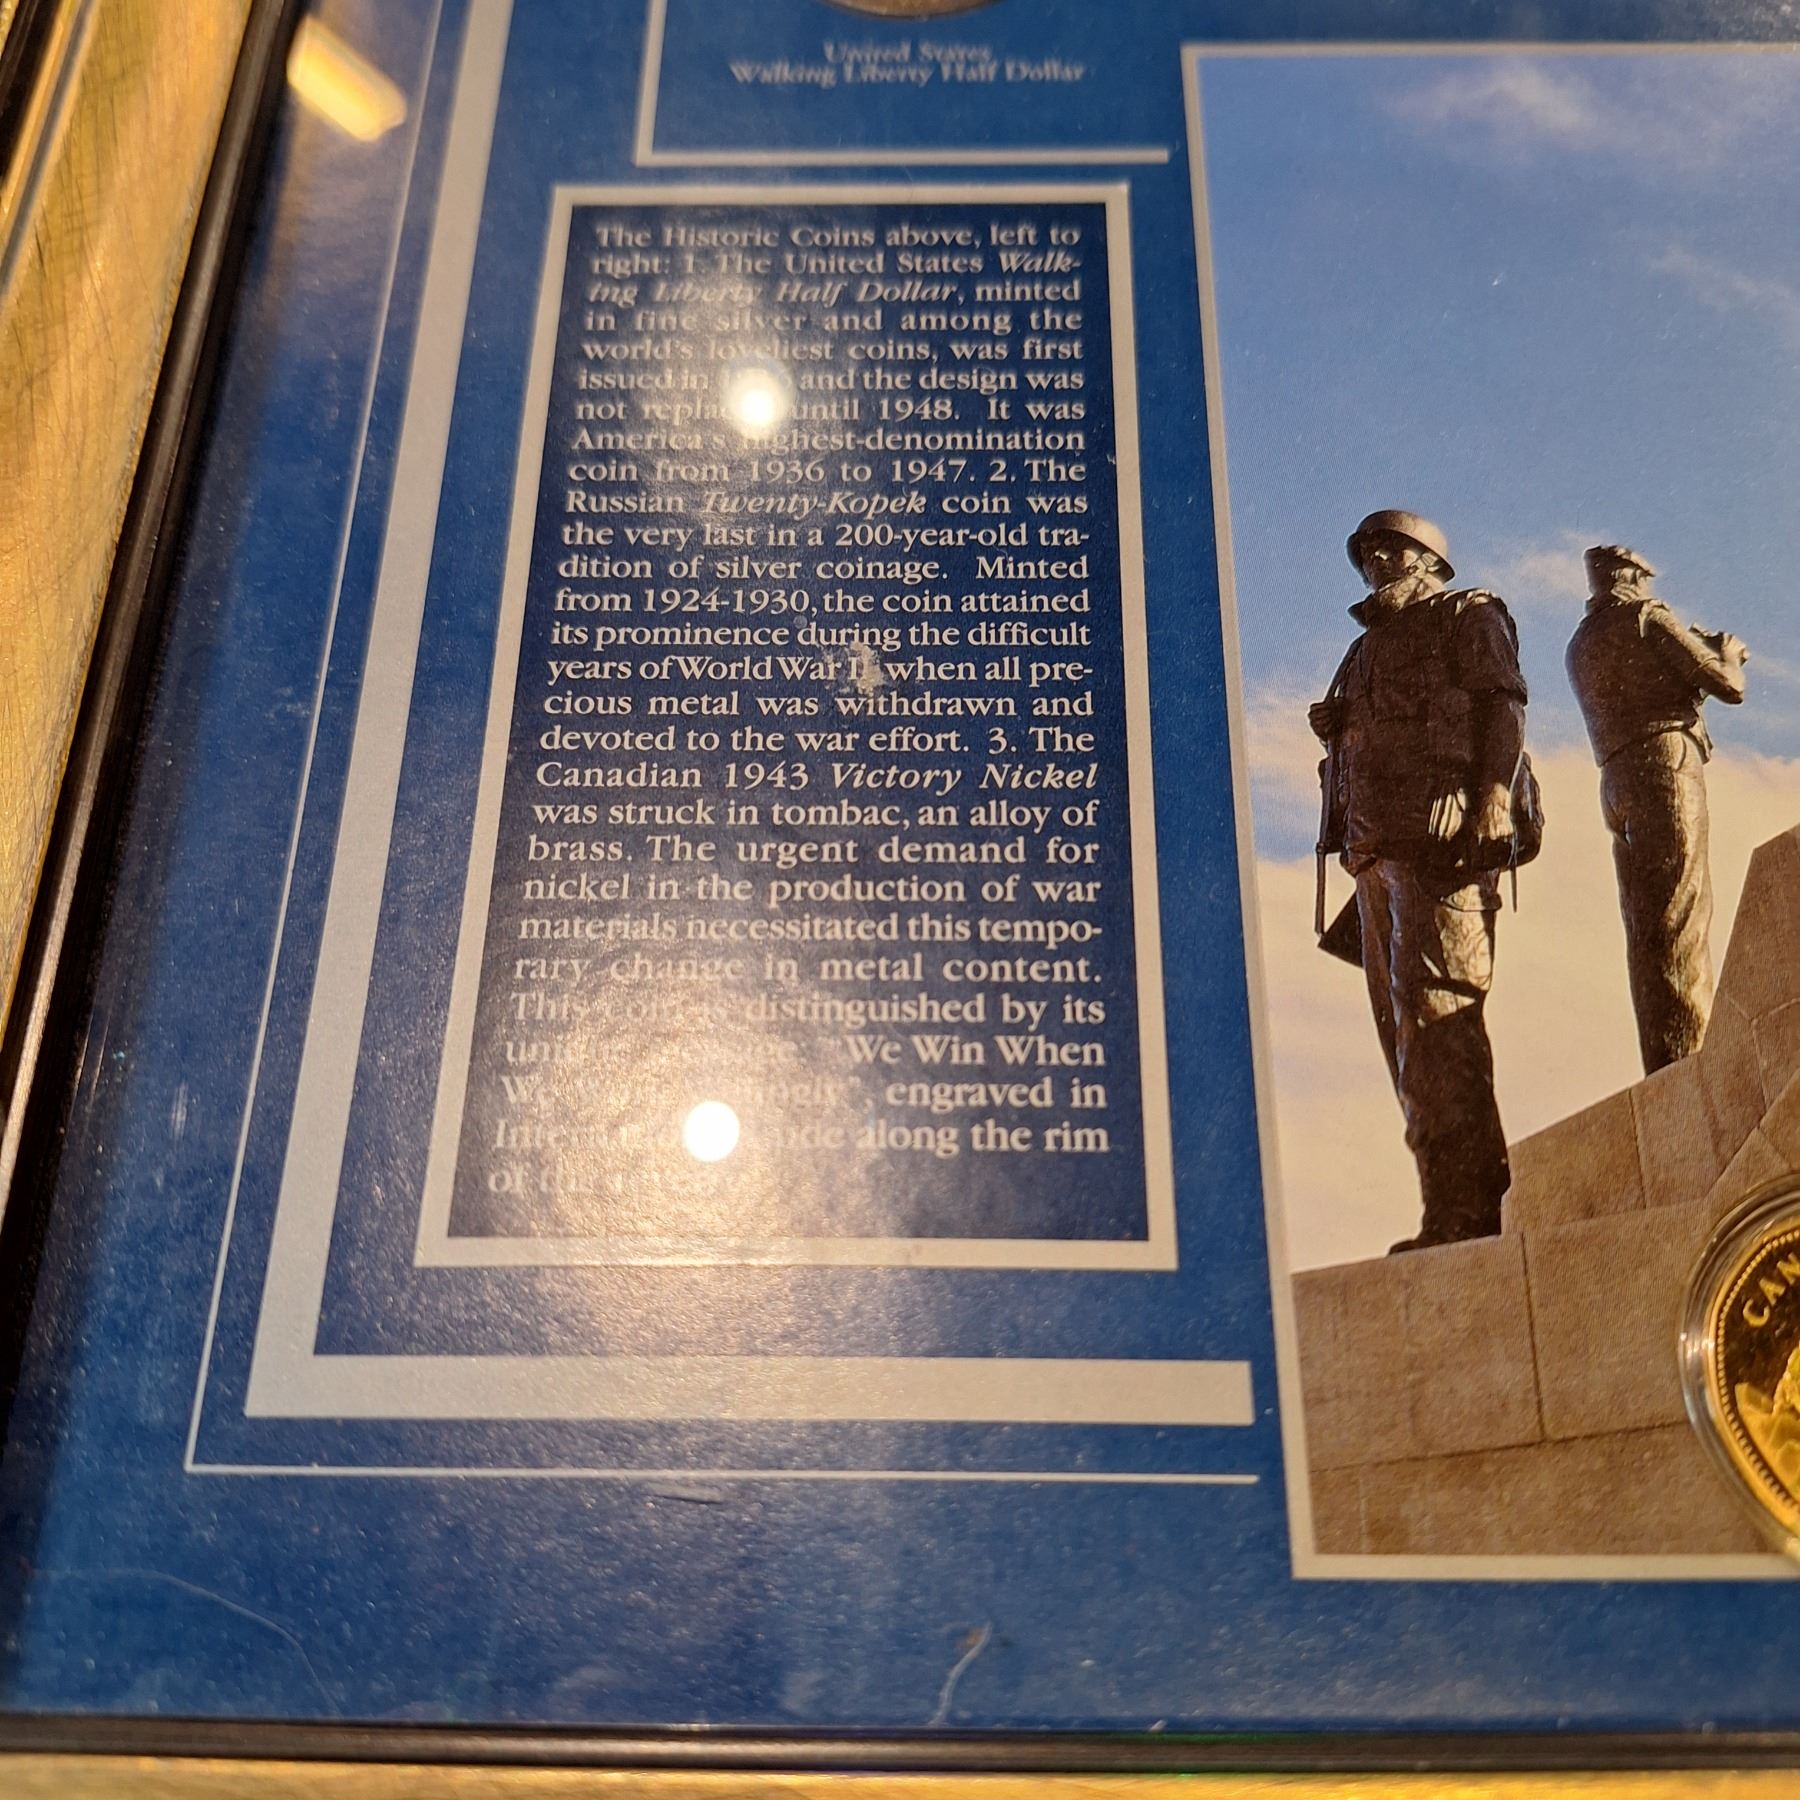 United States
Walking Liberty Half Dollar
The Historic Coins above, left to
right: 1. The United States Walk-
ing Liberty Half Dollar, minted
in fine silver and among the
world's loveliest coins, was first
issued in and the design was
not until 1948. It was
America's highest-denomination
coin from 1936 to 1947. 2. The
Russian Twenty-Kopek coin was
the very last in a 200-year-old tra-
dition of silver coinage. Minted
from 1924-1930, the coin attained
its prominence during the difficult
years of World War when all pre-
cious metal was withdrawn and
devoted to the war effort. 3. The
Canadian 1943 Victory Nickel
was struck in tombac, an alloy of
brass. The urgent demand for
nickel in the production of war
materials necessitated this tempo-
rary change in metal content.
This coin is distinguished by its
"We Win When
We engraved in
along the rim
of
CAN